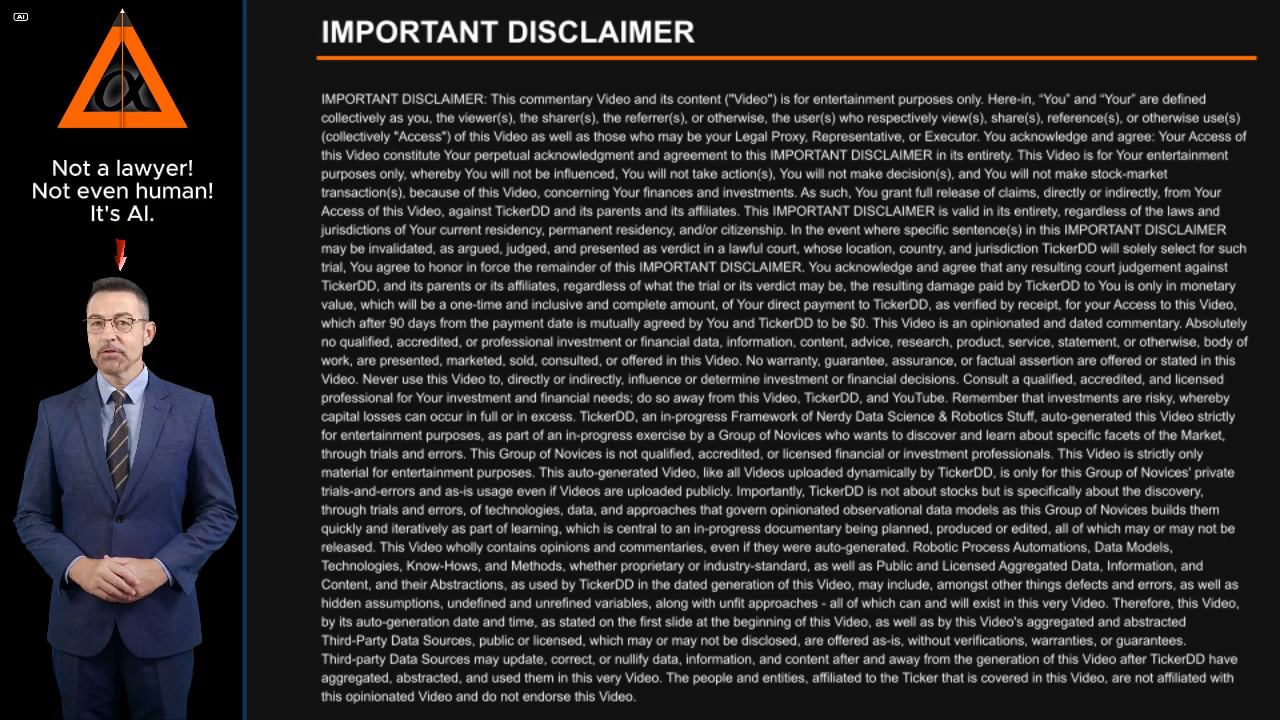 AI
α
Not a lawyer!
Not even human!
It's AI.
IMPORTANT DISCLAIMER
IMPORTANT DISCLAIMER: This commentary Video and its content ("Video") is for entertainment purposes only. Here-in, “You” and “Your” are defined
collectively as you, the viewer(s), the sharer(s), the referrer(s), or otherwise, the user(s) who respectively view(s), share(s), reference(s), or otherwise use(s)
(collectively "Access") of this Video as well as those who may be your Legal Proxy, Representative, or Executor. You acknowledge and agree: Your Access of
this Video constitute Your perpetual acknowledgment and agreement to this IMPORTANT DISCLAIMER in its entirety. This Video is for Your entertainment
purposes only, whereby You will not be influenced, You will not take action(s), You will not make decision(s), and You will not make stock-market
transaction(s), because of this Video, concerning Your finances and investments. As such, You grant full release of claims, directly or indirectly, from Your
Access of this Video, against TickerDD and its parents and its affiliates. This IMPORTANT DISCLAIMER is valid in its entirety, regardless of the laws and
jurisdictions of Your current residency, permanent residency, and/or citizenship. In the event where specific sentence(s) in this IMPORTANT DISCLAIMER
may be invalidated, as argued, judged, and presented as verdict in a lawful court, whose location, country, and jurisdiction TickerDD will solely select for such
trial, You agree to honor in force the remainder of this IMPORTANT DISCLAIMER. You acknowledge and agree that any resulting court judgement against
TickerDD, and its parents or its affiliates, regardless of what the trial or its verdict may be, the resulting damage paid by TickerDD to You is only in monetary
value, which will be a one-time and inclusive and complete amount, of Your direct payment to TickerDD, as verified by receipt, for your Access to this Video,
which after 90 days from the payment date is mutually agreed by You and TickerDD to be $0. This Video is an opinionated and dated commentary. Absolutely
no qualified, accredited, or professional investment or financial data, information, content, advice, research, product, service, statement, or otherwise, body of
work, are presented, marketed, sold, consulted, or offered in this Video. No warranty, guarantee, assurance, or factual assertion are offered or stated in this
Video. Never use this Video to, directly or indirectly, influence or determine investment or financial decisions. Consult a qualified, accredited, and licensed
professional for Your investment and financial needs; do so away from this Video, TickerDD, and YouTube. Remember that investments are risky, whereby
capital losses can occur in full or in excess. TickerDD, an in-progress Framework of Nerdy Data Science & Robotics Stuff, auto-generated this Video strictly
for entertainment purposes, as part of an in-progress exercise by a Group of Novices who wants to discover and learn about specific facets of the Market,
through trials and errors. This Group of Novices is not qualified, accredited, or licensed financial or investment professionals. This Video is strictly only
material for entertainment purposes. This auto-generated Video, like all Videos uploaded dynamically by TickerDD, is only for this Group of Novices' private
trials-and-errors and as-is usage even if Videos are uploaded publicly. Importantly, TickerDD is not about stocks but is specifically about the discovery,
through trials and errors, of technologies, data, and approaches that govern opinionated observational data models as this Group of Novices builds them
quickly and iteratively as part of learning, which is central to an in-progress documentary being planned, produced or edited, all of which may or may not be
released. This Video wholly contains opinions and commentaries, even if they were auto-generated. Robotic Process Automations, Data Models,
Technologies, Know-Hows, and Methods, whether proprietary or industry-standard, as well as Public and Licensed Aggregated Data, Information, and
Content, and their Abstractions, as used by TickerDD in the dated generation of this Video, may include, amongst other things defects and errors, as well as
hidden assumptions, undefined and unrefined variables, along with unfit approaches - all of which can and will exist in this very Video. Therefore, this Video,
by its auto-generation date and time, as stated on the first slide at the beginning of this Video, as well as by this Video's aggregated and abstracted
Third-Party Data Sources, public or licensed, which may or may not be disclosed, are offered as-is, without verifications, warranties, or guarantees.
Third-party Data Sources may update, correct, or nullify data, information, and content after and away from the generation of this Video after TickerDD have
aggregated, abstracted, and used them in this very Video. The people and entities, affiliated to the Ticker that is covered in this Video, are not affiliated with
this opinionated Video and do not endorse this Video.